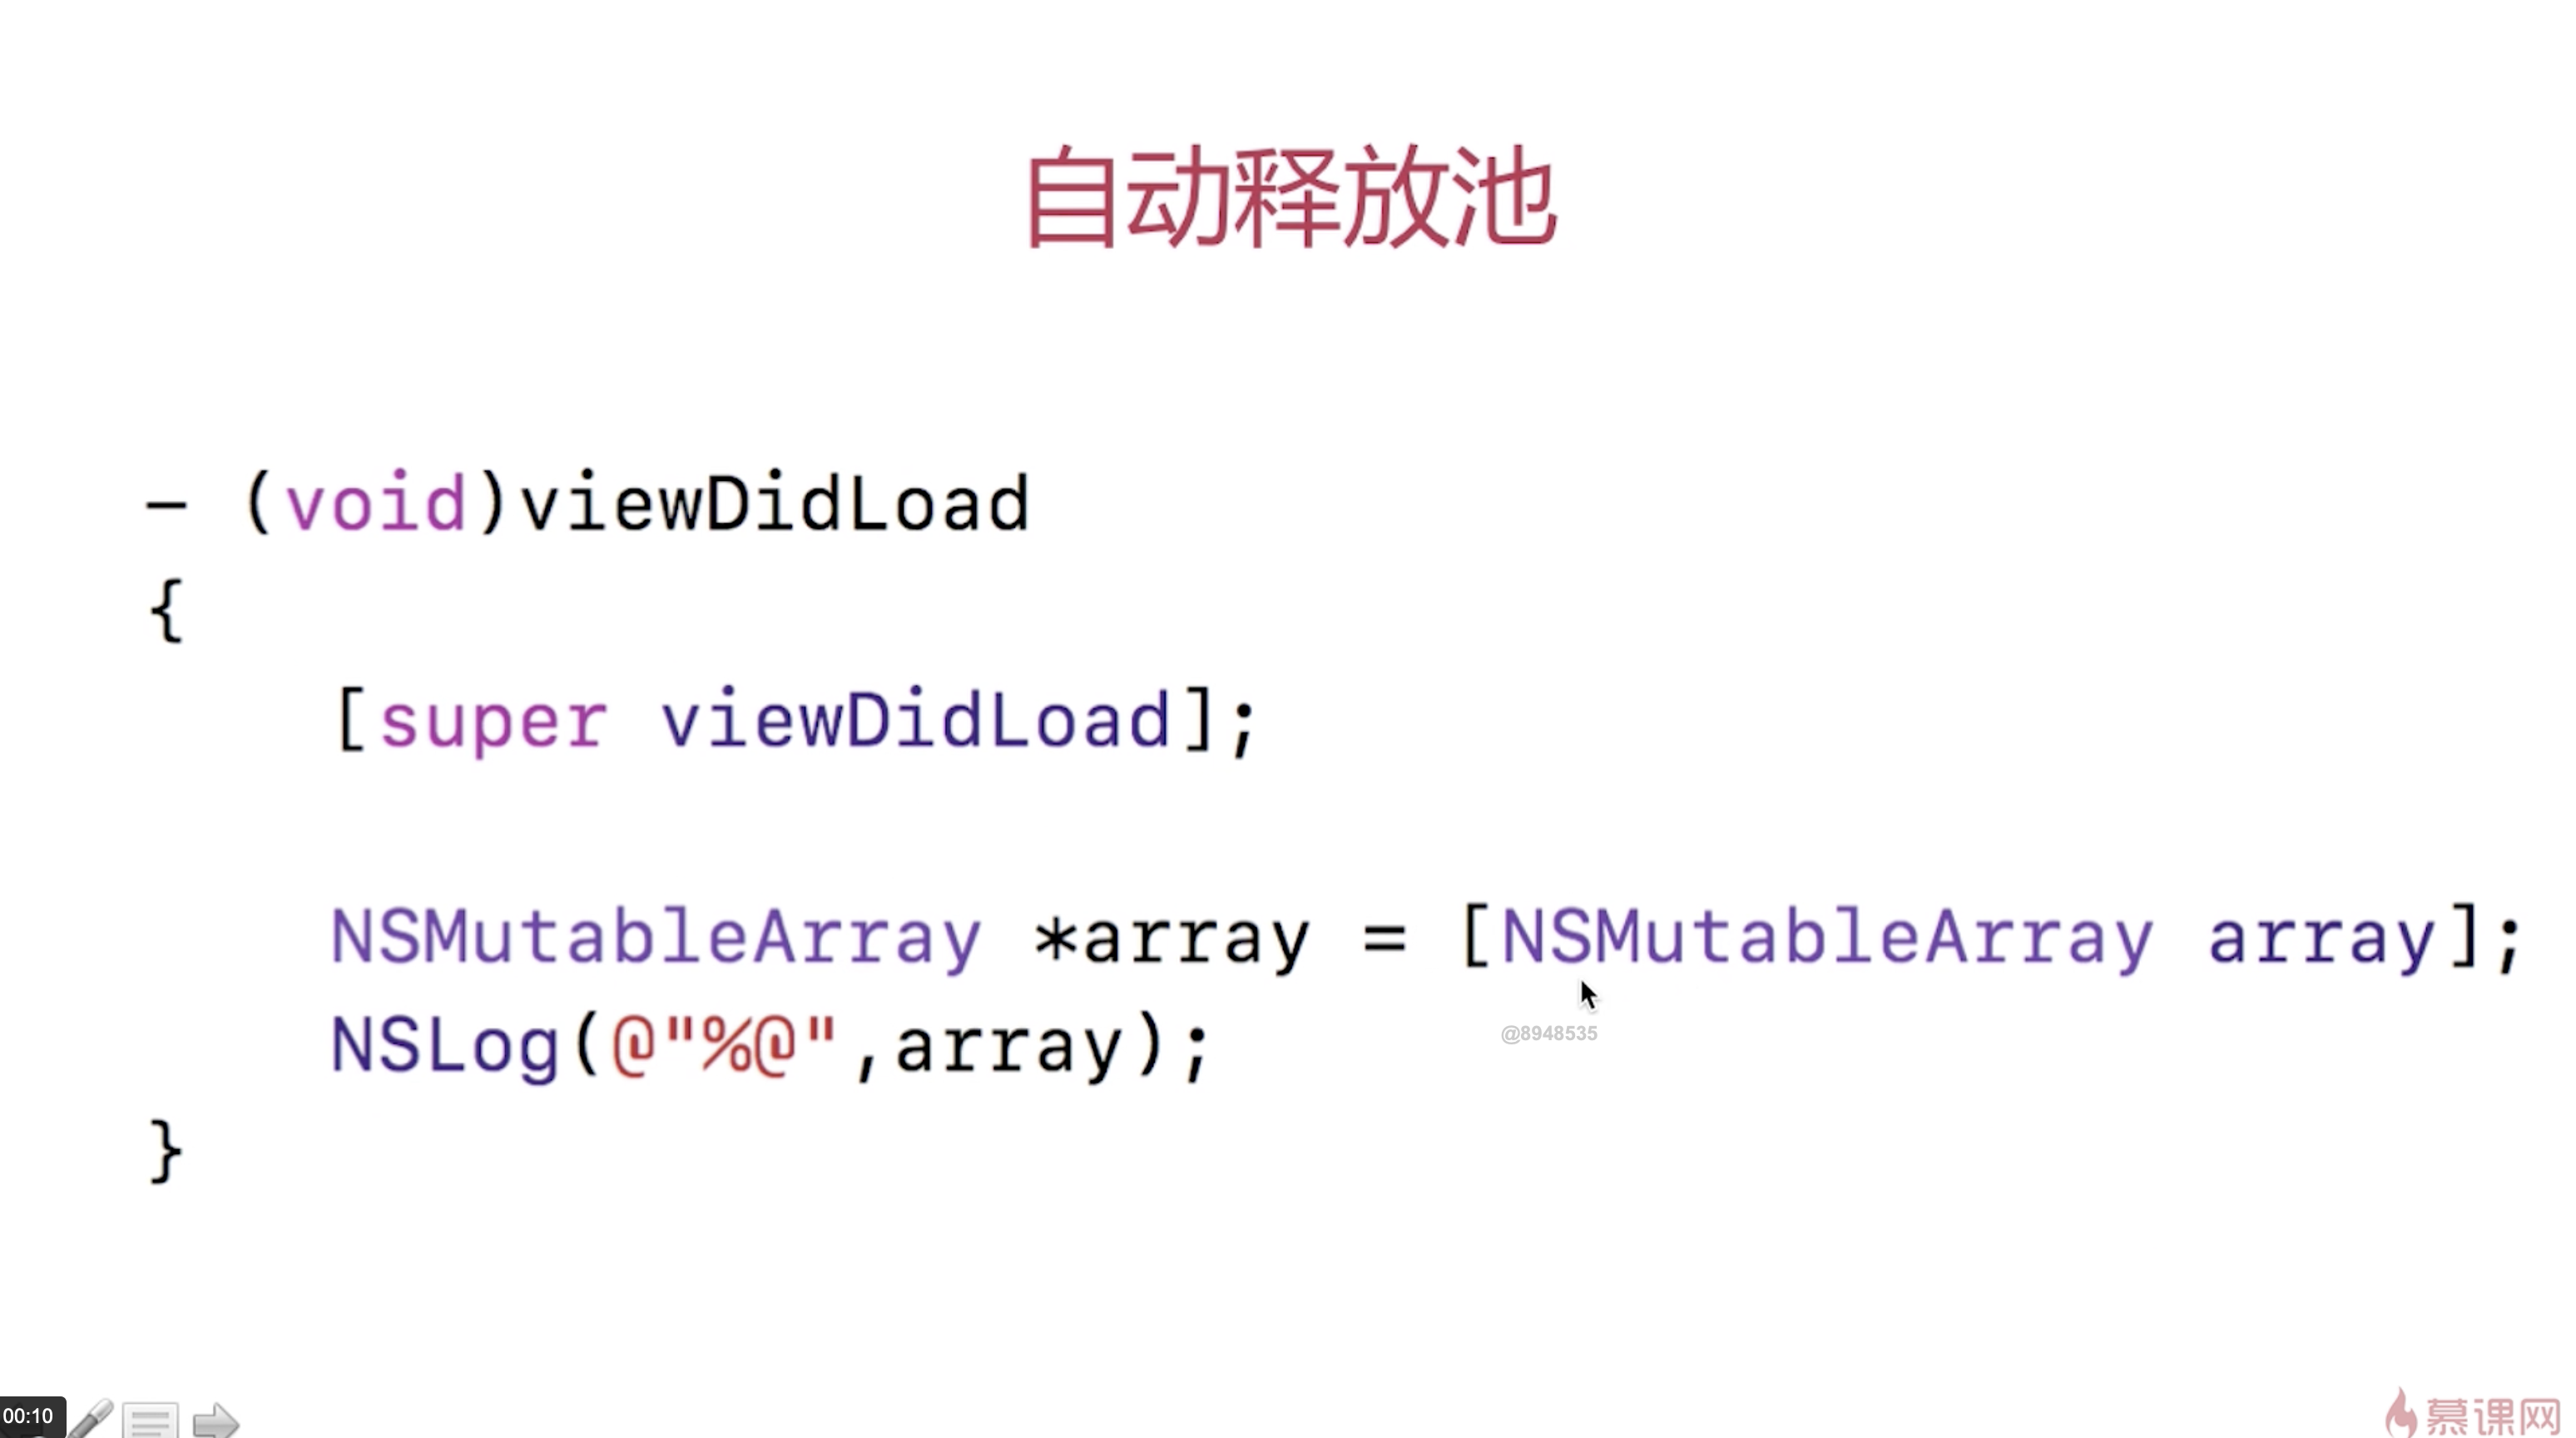 自动释放池
- (void)viewDidLoad
{
    [super viewDidLoad];
    NSMutableArray *array = [NSMutableArray array];
    NSLog(@"%@",array);
}
@8948535
00:10
慕课网